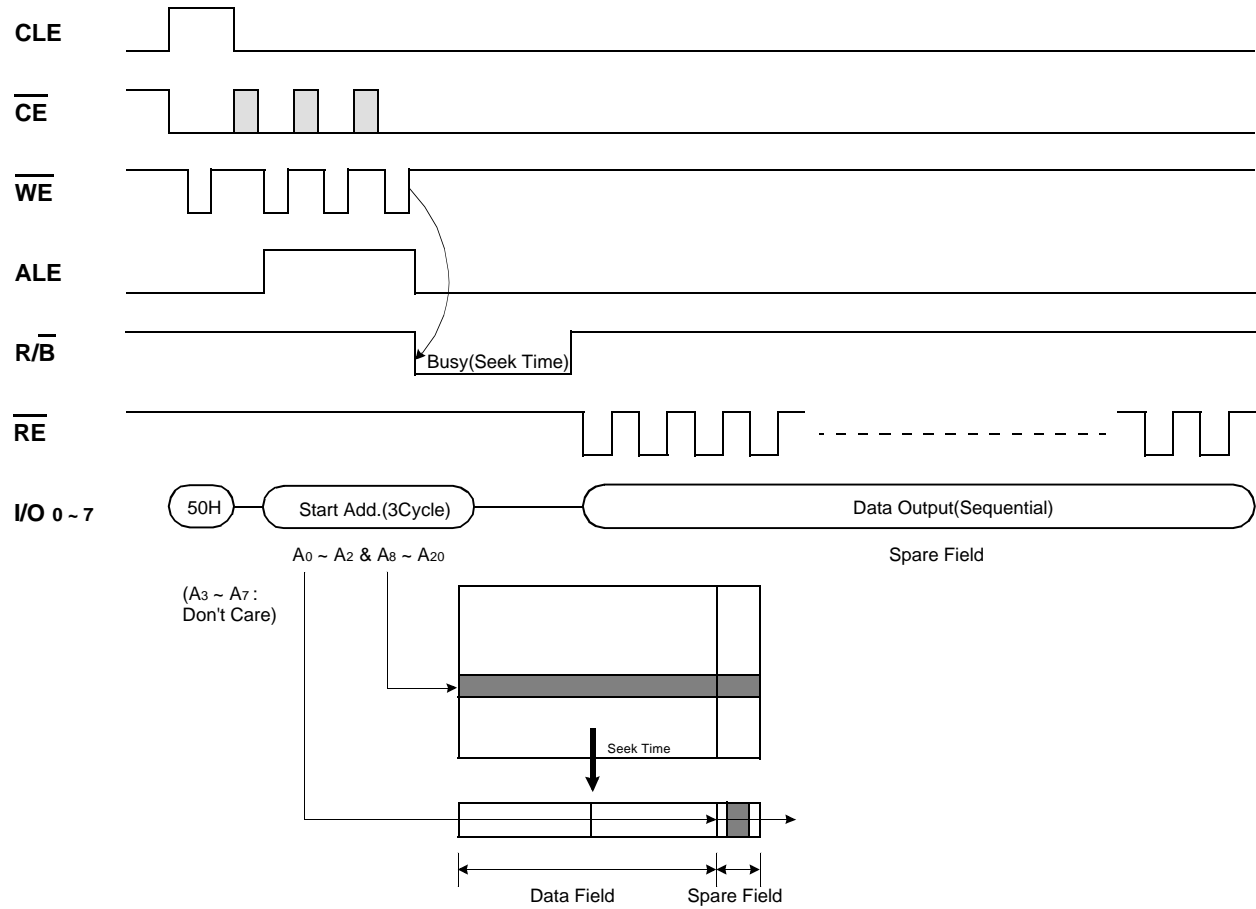 CLE
CE
WE
ALE
R/B
Busy(Seek Time)
RE
I/O 0 ~ 7
50H
Start Add.(3Cycle)
Data Output(Sequential)
A0 ~ A2 & A8 ~ A20
Spare Field
(A3 ~ A7 :
Don't Care)
Seek Time
Data Field
Spare Field